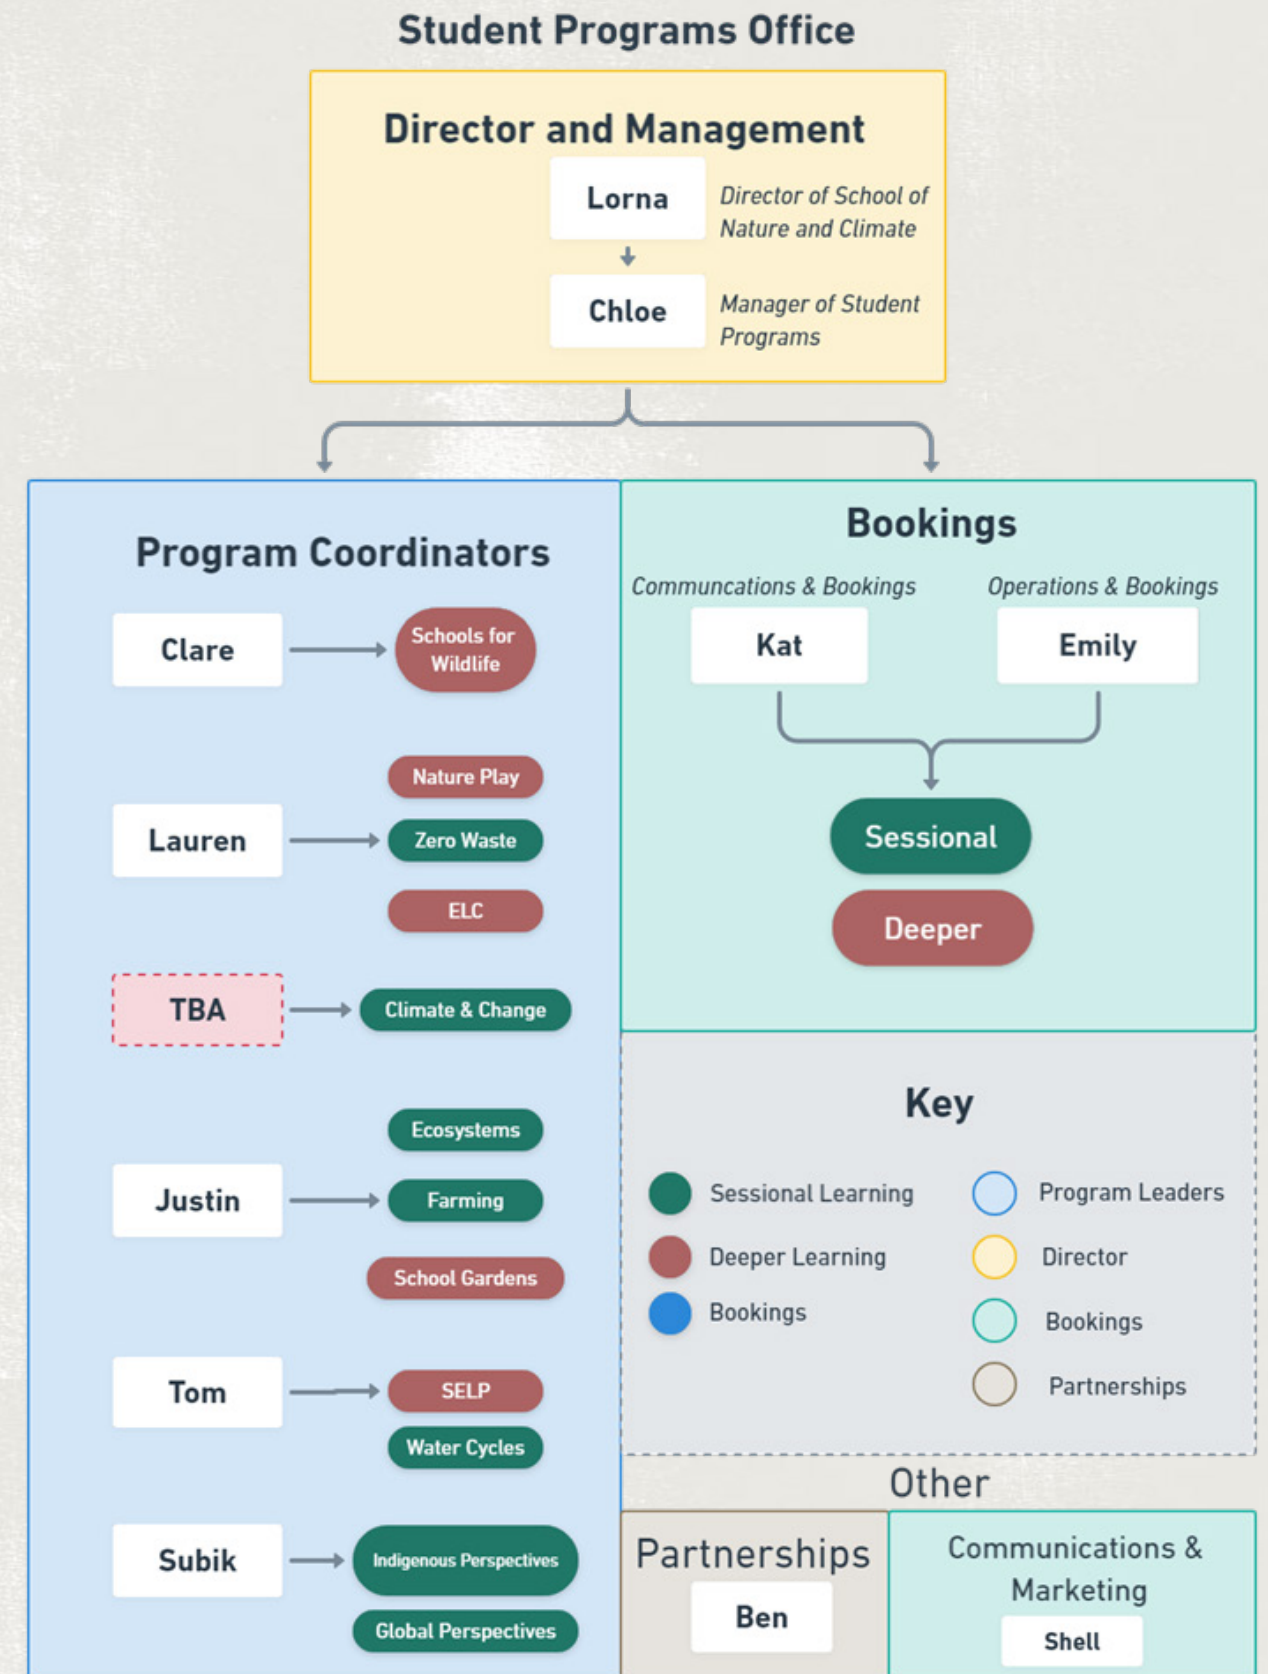 Student Programs Office
Director and Management
Lorna
Director of School of
Nature and Climate
Chloe
Manager of Student
Programs
Program Coordinators
Clare
Schools for
Wildlife
Nature Play
Lauren
Zero Waste
ELC
TBA
Climate & Change
Ecosystems
Justin
Farming
School Gardens
Tom
SELP
Water Cycles
Subik
Indigenous Perspectives
Global Perspectives
Bookings
Communcations & Bookings
Operations & Bookings
Kat
Emily
Sessional
Deeper
Key
Sessional Learning
Deeper Learning
Bookings
Program Leaders
Director
Bookings
Partnerships
Other
Partnerships
Ben
Communications &
Marketing
Shell